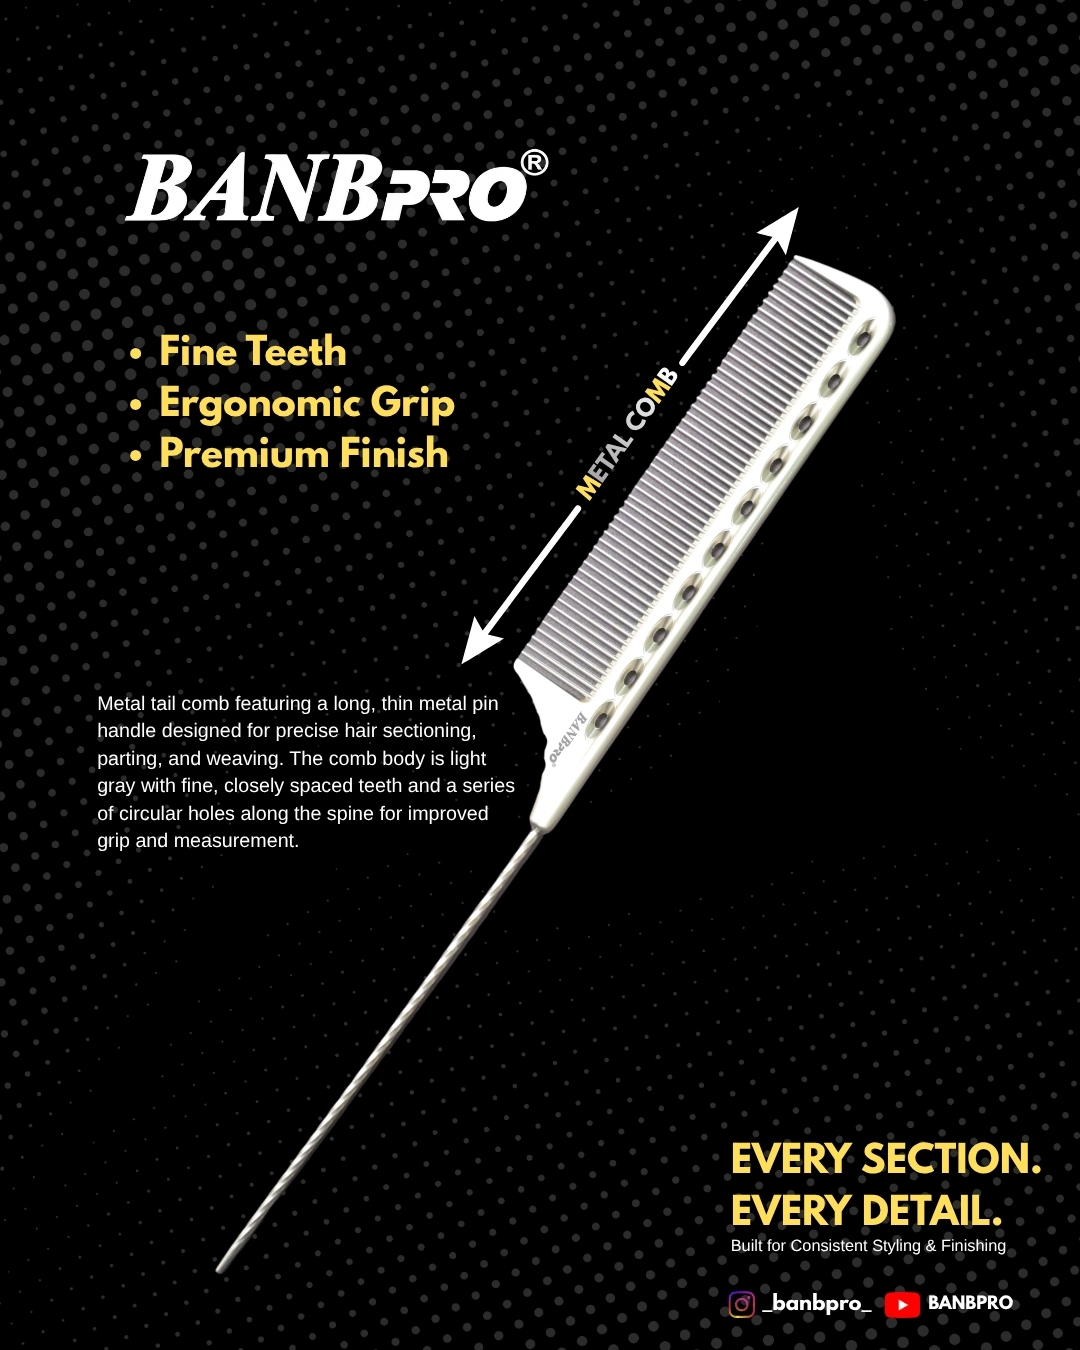 BANBPRO®
• Fine Teeth
• Ergonomic Grip
• Premium Finish
METAL COMB
Metal tail comb featuring a long, thin metal pin
handle designed for precise hair sectioning,
parting, and weaving. The comb body is light
gray with fine, closely spaced teeth and a series
of circular holes along the spine for improved
grip and measurement.
BANBPRO
EVERY SECTION.
EVERY DETAIL.
Built for Consistent Styling & Finishing
_banbpro_ BANBPRO